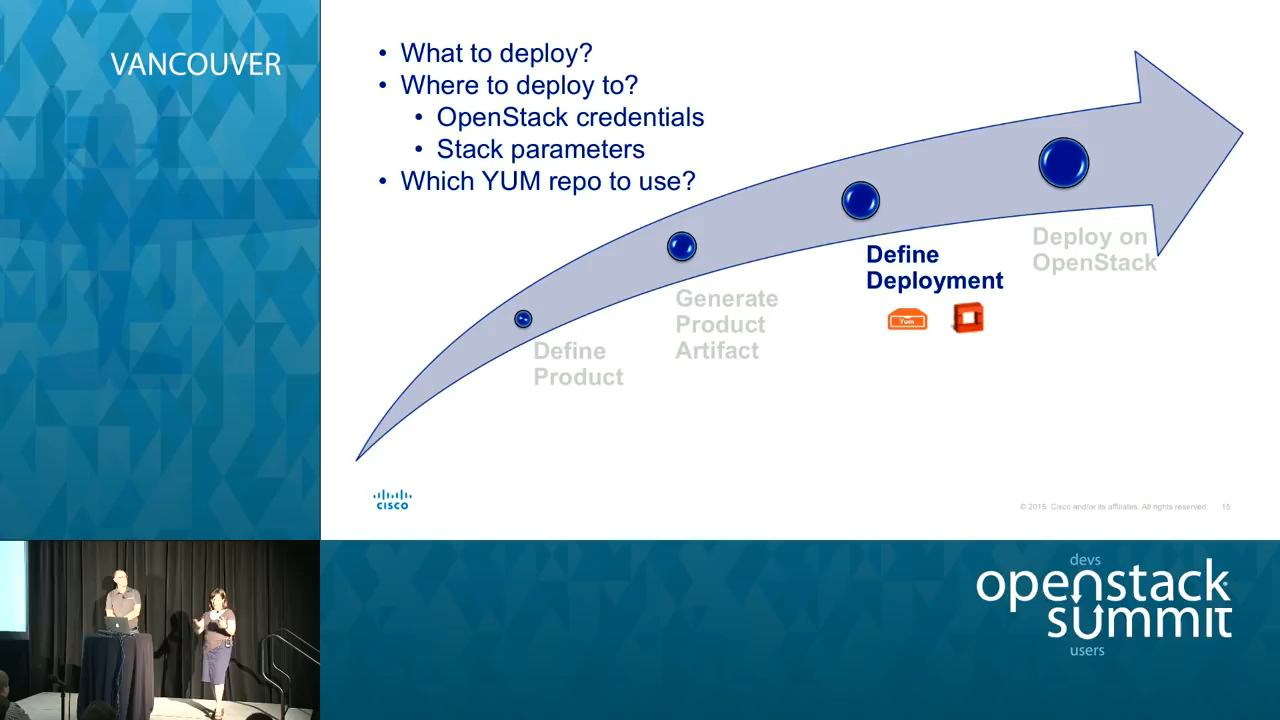 VANCOUVER
• What to deploy?
• Where to deploy to?
• OpenStack credentials
• Stack parameters
• Which YUM repo to use?
Define
Product
Generate
Product
Artifact
Define
Deployment
Yum
Deploy on
OpenStack
CISCO
© 2015 Cisco and/or its affiliates. All rights reserved. 15
devs
openstack
summit
users